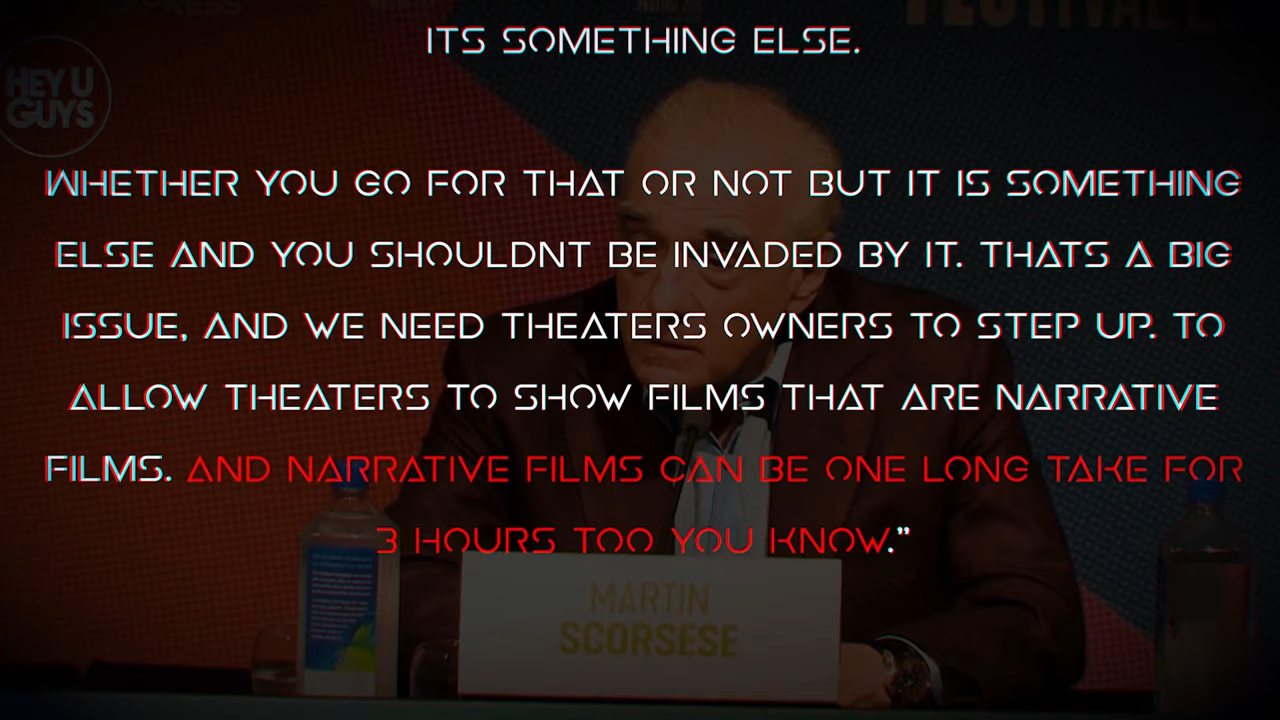 EXPRESS
FESTIVAL
ITS SOMETHING ELSE.
HEY U
GUYS
WHETHER YOU GO FOR THAT OR NOT BUT IT IS SOMETHING
ELSE AND YOU SHOULDNT BE INVADED BY IT. THATS A BIG
ISSUE, AND WE NEED THEATERS OWNERS TO STEP UP. TO
ALLOW THEATERS TO SHOW FILMS THAT ARE NARRATIVE
FILMS. AND NARRATIVE FILMS CAN BE ONE LONG TAKE FOR
3 HOURS TOO YOU KNOW.”
MARTIN
SCORSESE